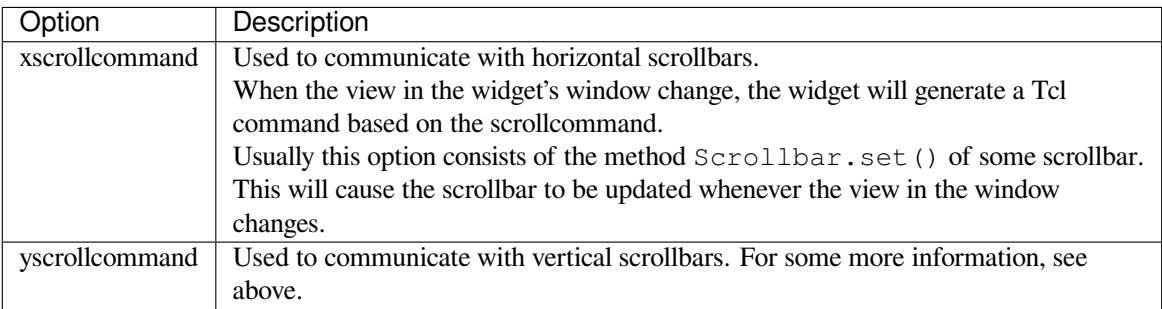 Option Description
xscrollcommand Used to communicate with horizontal scrollbars.
When the view in the widget's window change, the widget will generate a Tcl
command based on the scrollcommand.
Usually this option consists of the method Scrollbar.set() of some scrollbar.
This will cause the scrollbar to be updated whenever the view in the window
changes.
yscrollcommand Used to communicate with vertical scrollbars. For some more information, see
above.